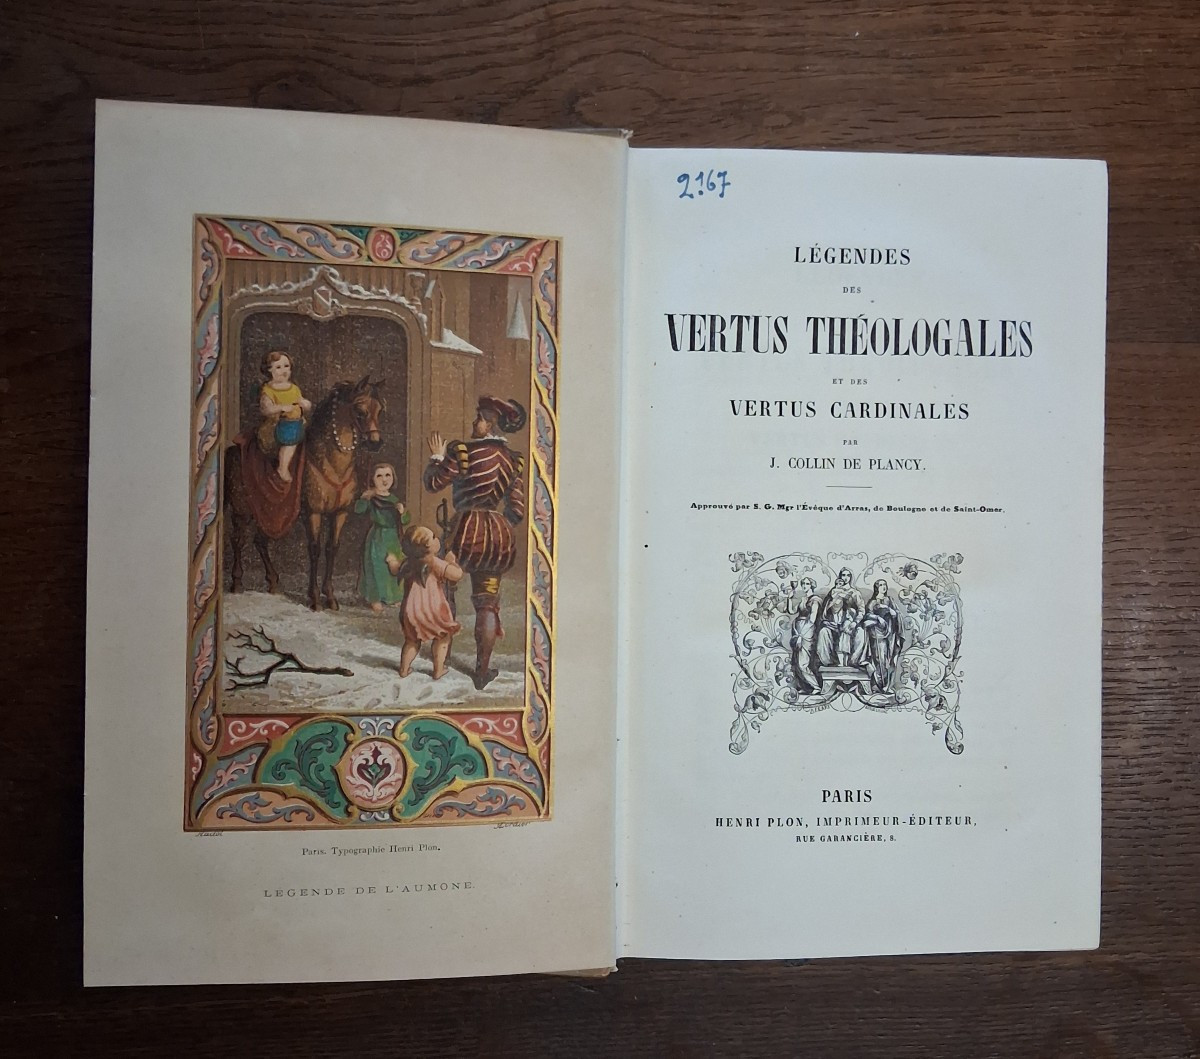 Paris. Typographie Henri Plon.
LÉGENDE DE L'AUMONE.
2167
LÉGENDES
DES
VERTUS THÉOLOGALES
ET DES
VERTUS CARDINALES
PAR
J. COLLIN DE PLANCY.
Approuvé par S. G. Mgr l'Évêque d'Arras, de Boulogne et de Saint-Omer.
PARIS
HENRI PLON, IMPRIMEUR-ÉDITEUR,
RUE GARANCIÈRE, 8.